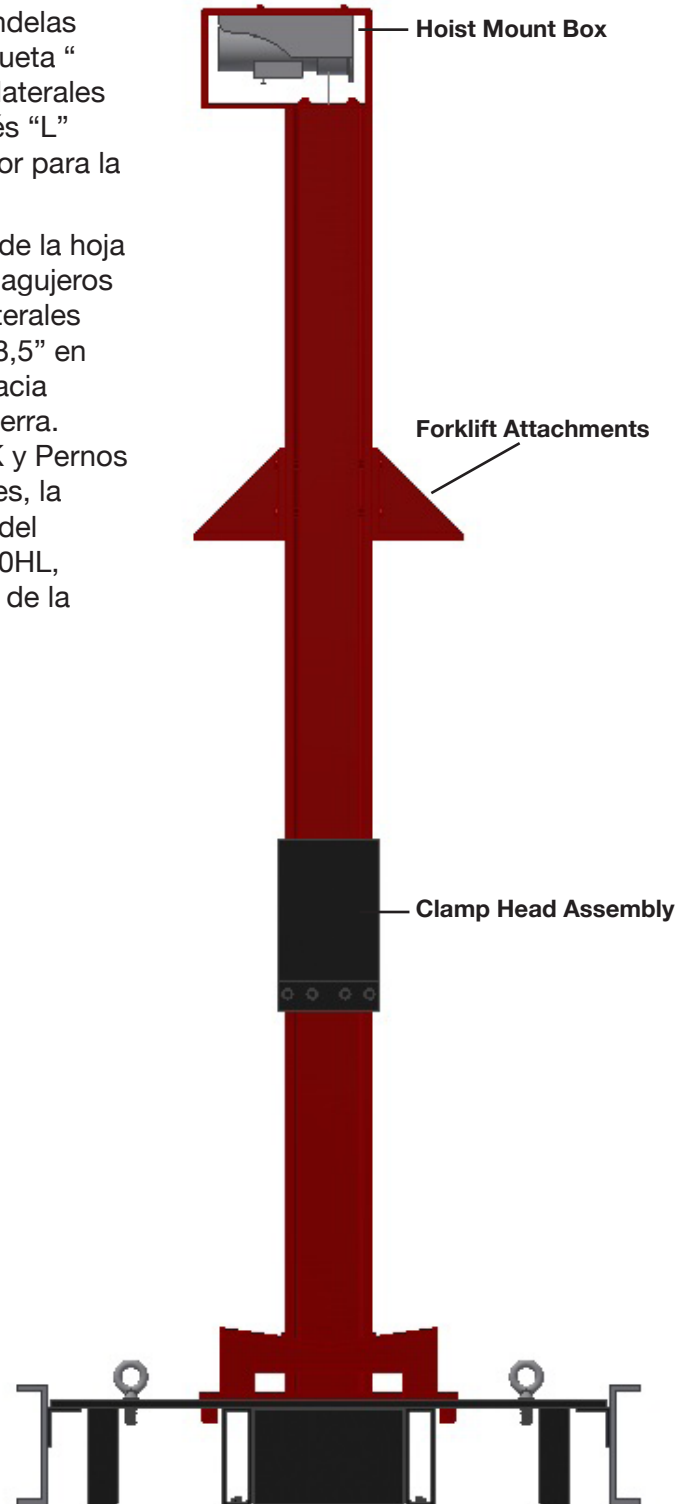 ndelas
ueta “
laterales
és “L”
or para la
de la hoja
agujeros
terales
3,5” en
acia
erra.
K y Pernos
es, la
del
0HL,
de la
Hoist Mount Box
Forklift Attachments
Clamp Head Assembly